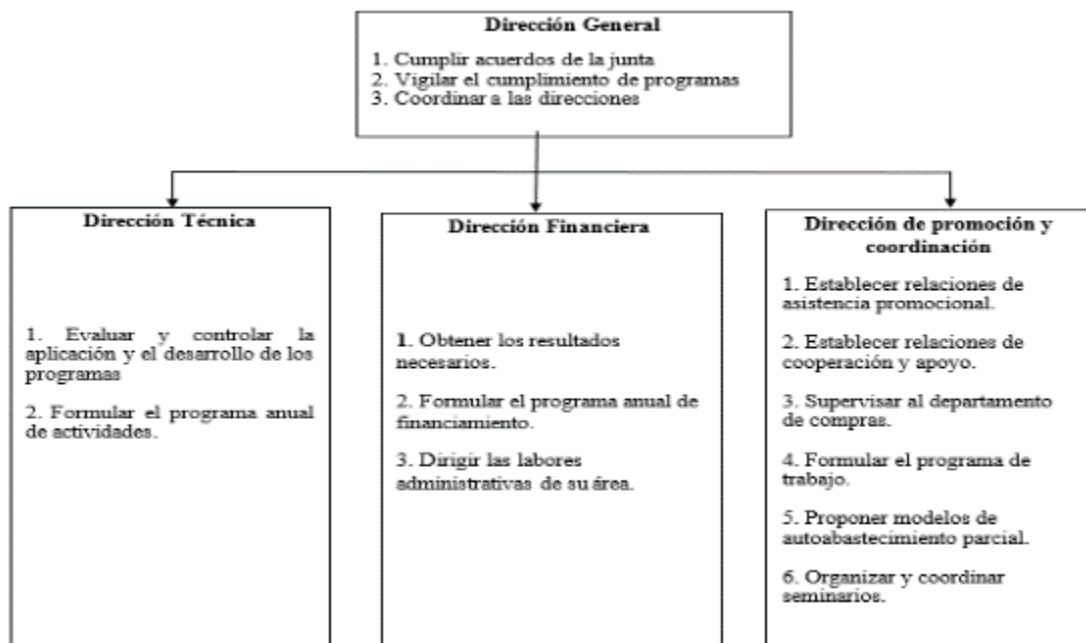 Dirección General
1. Cumplir acuerdos de la junta
2. Vigilar el cumplimiento de programas
3. Coordinar a las direcciones
Dirección Técnica
1. Evaluar y controlar la
aplicación y el desarrollo de los
programas
2. Formular el programa anual
de actividades.
Dirección Financiera
1. Obtener los resultados
necesarios.
2. Formular el programa anual de
financiamiento.
3. Dirigir las labores
administrativas de su área.
Dirección de promoción y
coordinación
1. Establecer relaciones de
asistencia promocional.
2. Establecer relaciones de
cooperación y apoyo.
3. Supervisar al departamento
de compras.
4. Formular el programa de
trabajo.
5. Proponer modelos de
autoabastecimiento parcial.
6. Organizar y coordinar
seminarios.